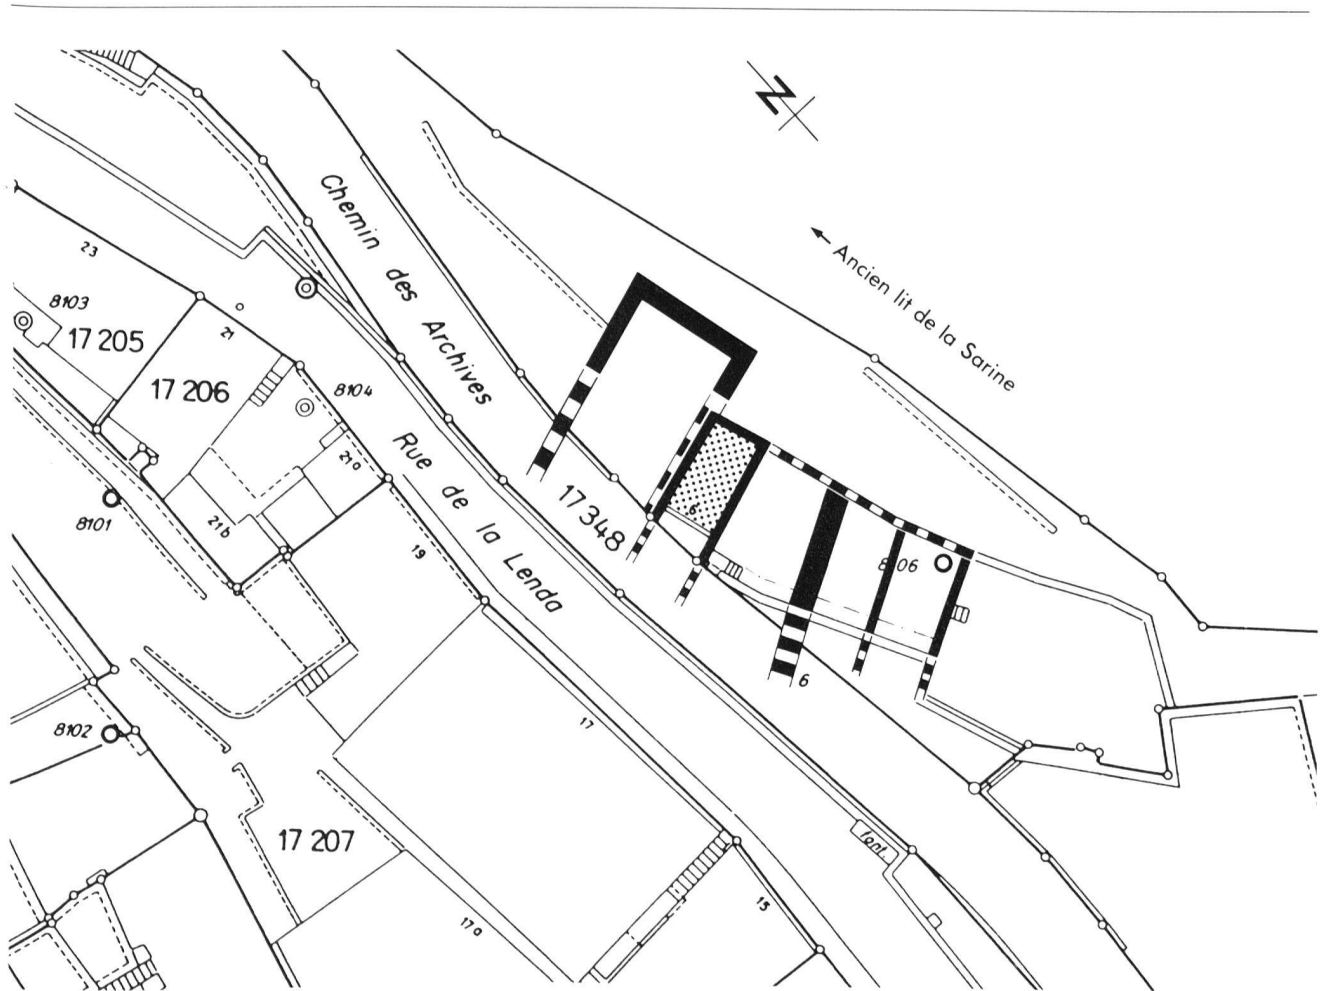 N
Chemin des Archives
Ancien lit de la Sarine
23
8103
17 205
21
17 206
8104
Rue de la Lenda
21a
21b
8101
19
17 348
6
8106
6
8102
17
17 207
font.
15
17a